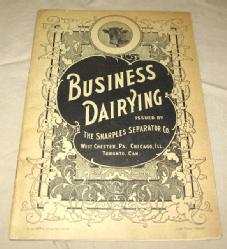 BUSINESS
DAIRYING
ISSUED BY
THE SHARPLES SEPARATOR CO.
WEST CHESTER, PA. CHICAGO, ILL.
TORONTO, CAN.